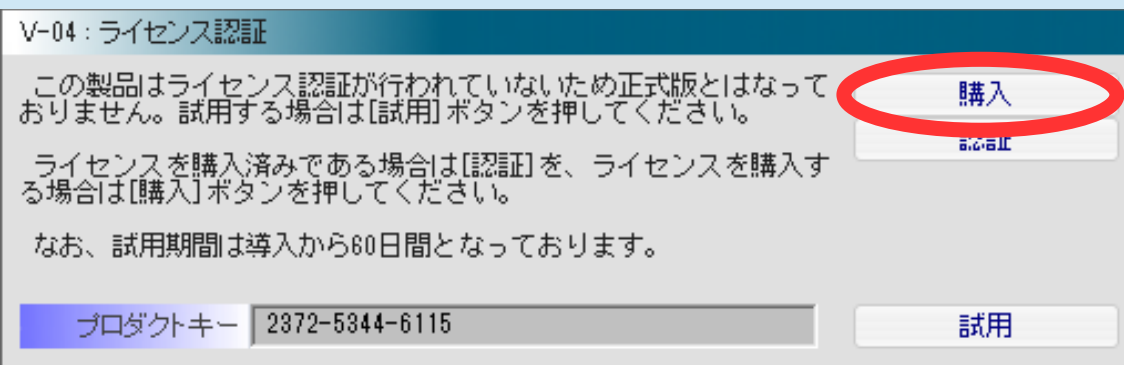 V-04：ライセンス認証
この製品はライセンス認証が行われていないため正式版とはなって
おりません。試用する場合は[試用]ボタンを押してください。
ライセンスを購入済みである場合は[認証]を、ライセンスを購入す
る場合は[購入]ボタンを押してください。
なお、試用期間は導入から60日間となっております。
プロダクトキー 2372-5344-6115
購入
認証
試用